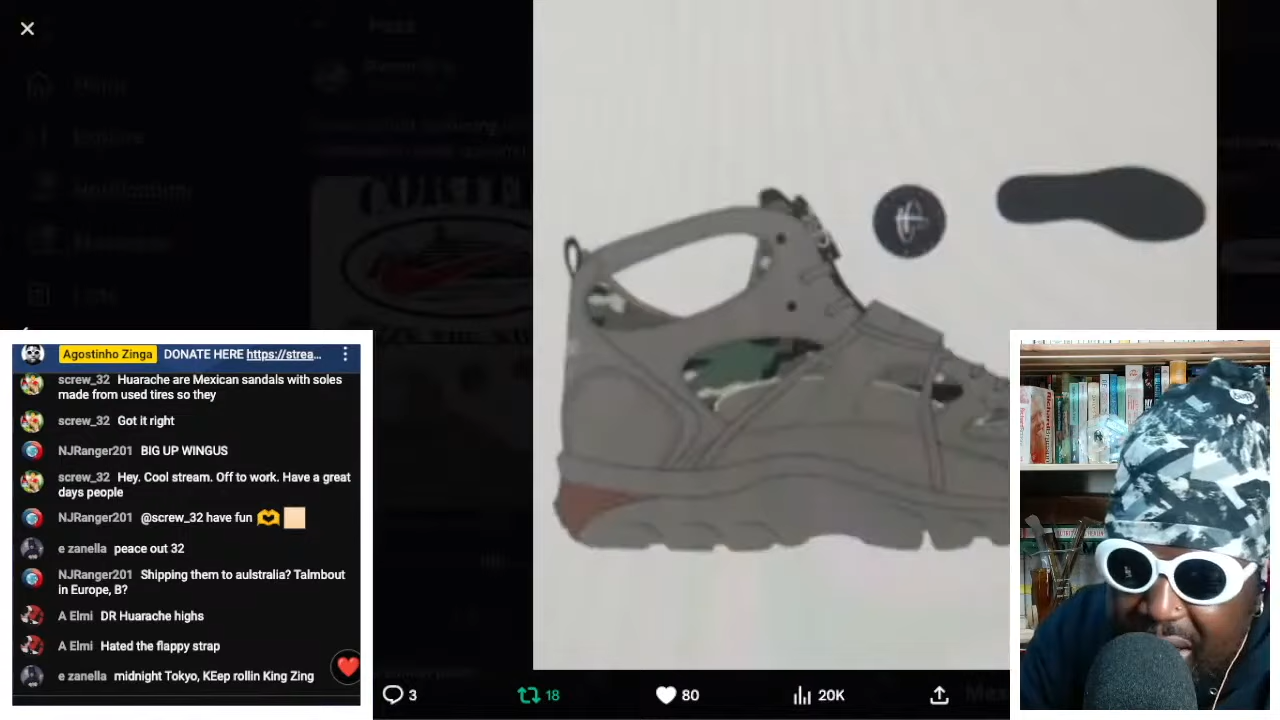 Agostinho Zinga DONATE HERE https://strea...
screw_32 Huarache are Mexican sandals with soles
made from used tires so they
screw_32 Got it right
NJRanger201 BIG UP WINGUS
screw_32 Hey. Cool stream. Off to work. Have a great
days people
NJRanger201 @screw_32 have fun
e zanella peace out 32
NJRanger201 Shipping them to aulstralia? Talmbout
in Europe, B?
A Elmi DR Huarache highs
A Elmi Hated the flappy strap
e zanella midnight Tokyo, KEep rollin King Zing
3 18 80 20K